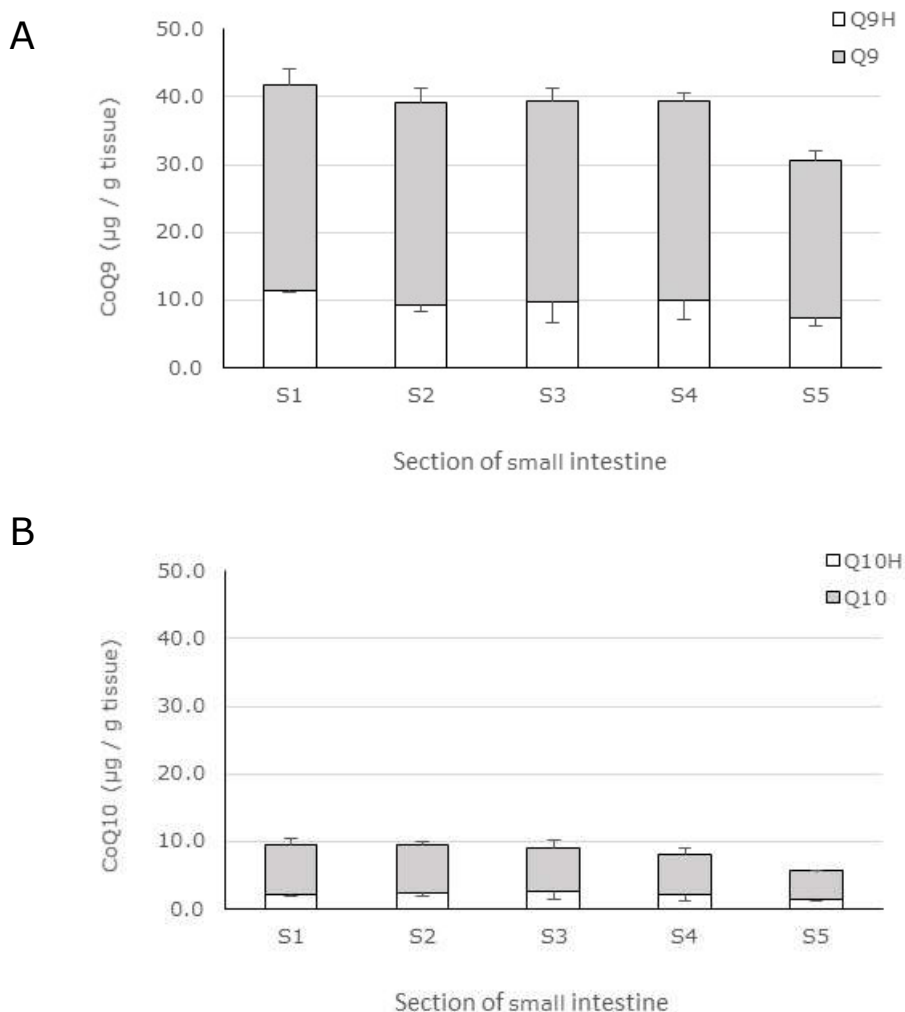 A
Q9H
Q9
CoQ9 (µg / g tissue)
50.0
40.0
30.0
20.0
10.0
0.0
S1 S2 S3 S4 S5
Section of small intestine
B
Q10H
Q10
CoQ10 (µg / g tissue)
50.0
40.0
30.0
20.0
10.0
0.0
S1 S2 S3 S4 S5
Section of small intestine